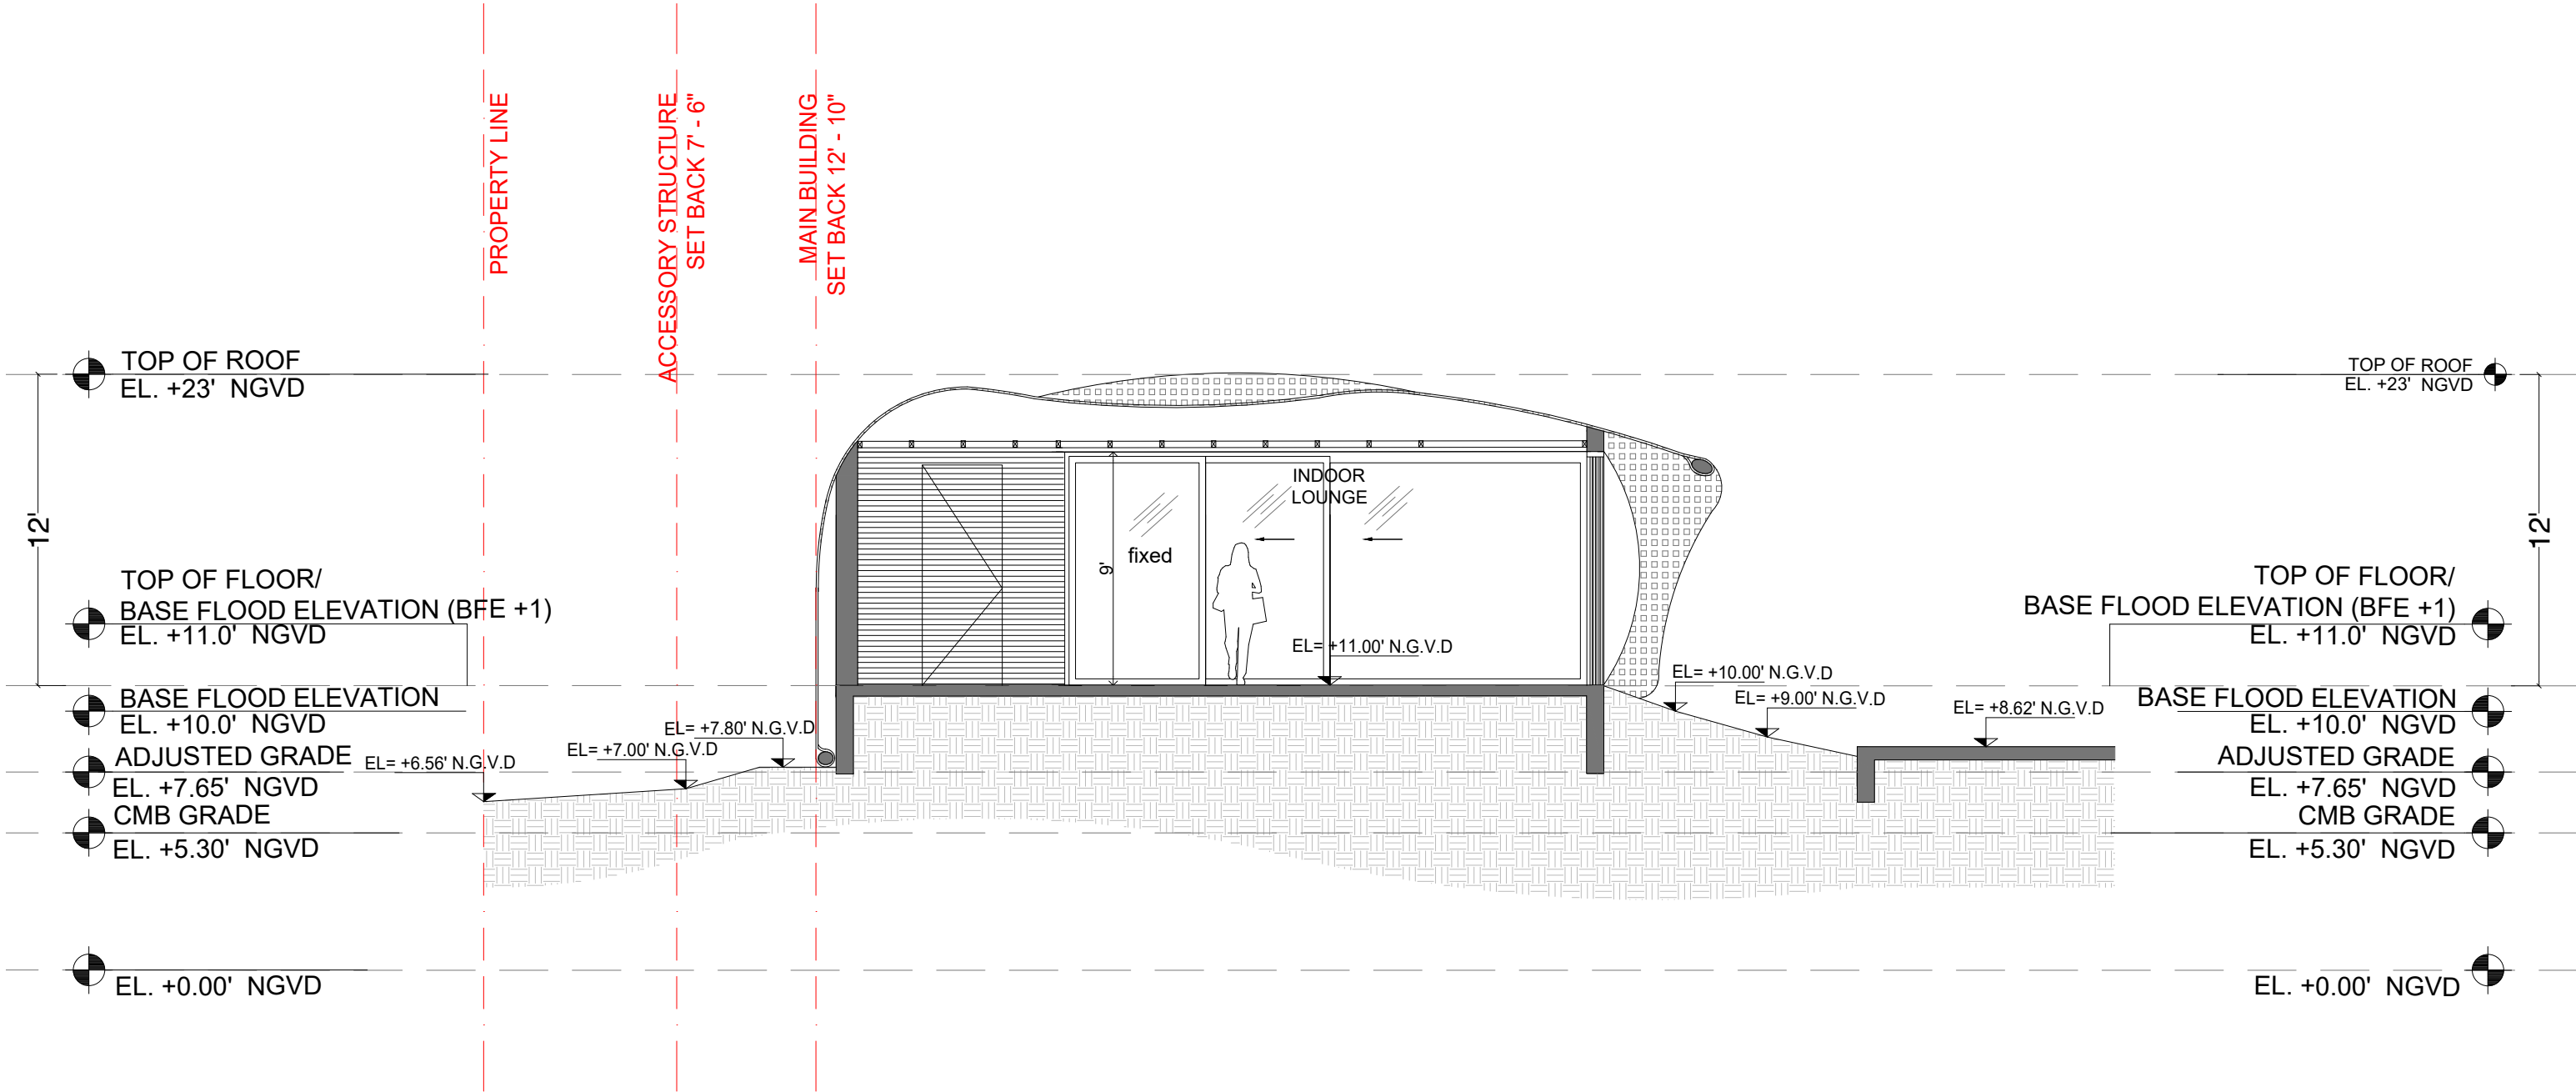 PROPERTY LINE
ACCESSORY STRUCTURE
SET BACK 7' - 6"
MAIN BUILDING
SET BACK 12' - 10"
TOP OF ROOF
EL. +23' NGVD
12'
TOP OF FLOOR/
BASE FLOOD ELEVATION (BFE +1)
EL. +11.0' NGVD
BASE FLOOD ELEVATION
EL. +10.0' NGVD
ADJUSTED GRADE
EL. +7.65' NGVD
CMB GRADE
EL. +5.30' NGVD
EL. +0.00' NGVD
EL= +6.56' N.G.V.D
EL= +7.00' N.G.V.D
EL= +7.80' N.G.V.D
9'
fixed
INDOOR
LOUNGE
EL= +11.00' N.G.V.D
EL= +10.00' N.G.V.D
EL= +9.00' N.G.V.D
EL= +8.62' N.G.V.D
TOP OF ROOF
EL. +23' NGVD
12'
TOP OF FLOOR/
BASE FLOOD ELEVATION (BFE +1)
EL. +11.0' NGVD
BASE FLOOD ELEVATION
EL. +10.0' NGVD
ADJUSTED GRADE
EL. +7.65' NGVD
CMB GRADE
EL. +5.30' NGVD
EL. +0.00' NGVD